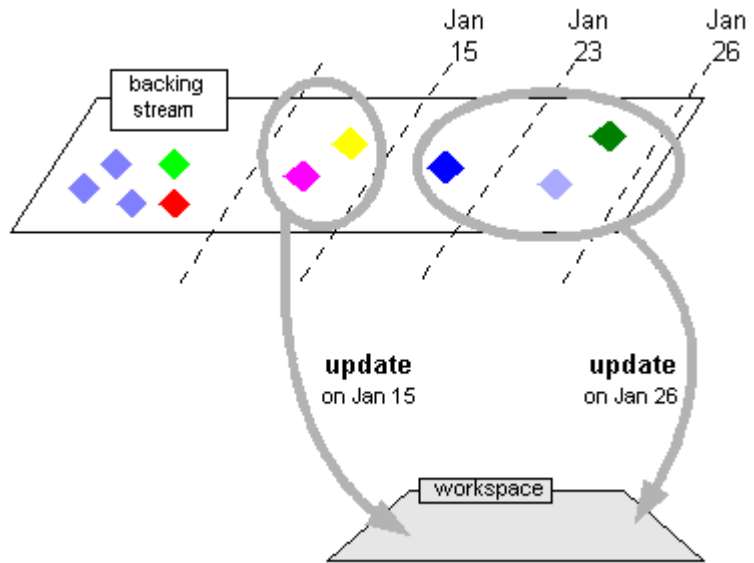 Jan
15
Jan
23
Jan
26
backing
stream
update
on Jan 15
update
on Jan 26
workspace